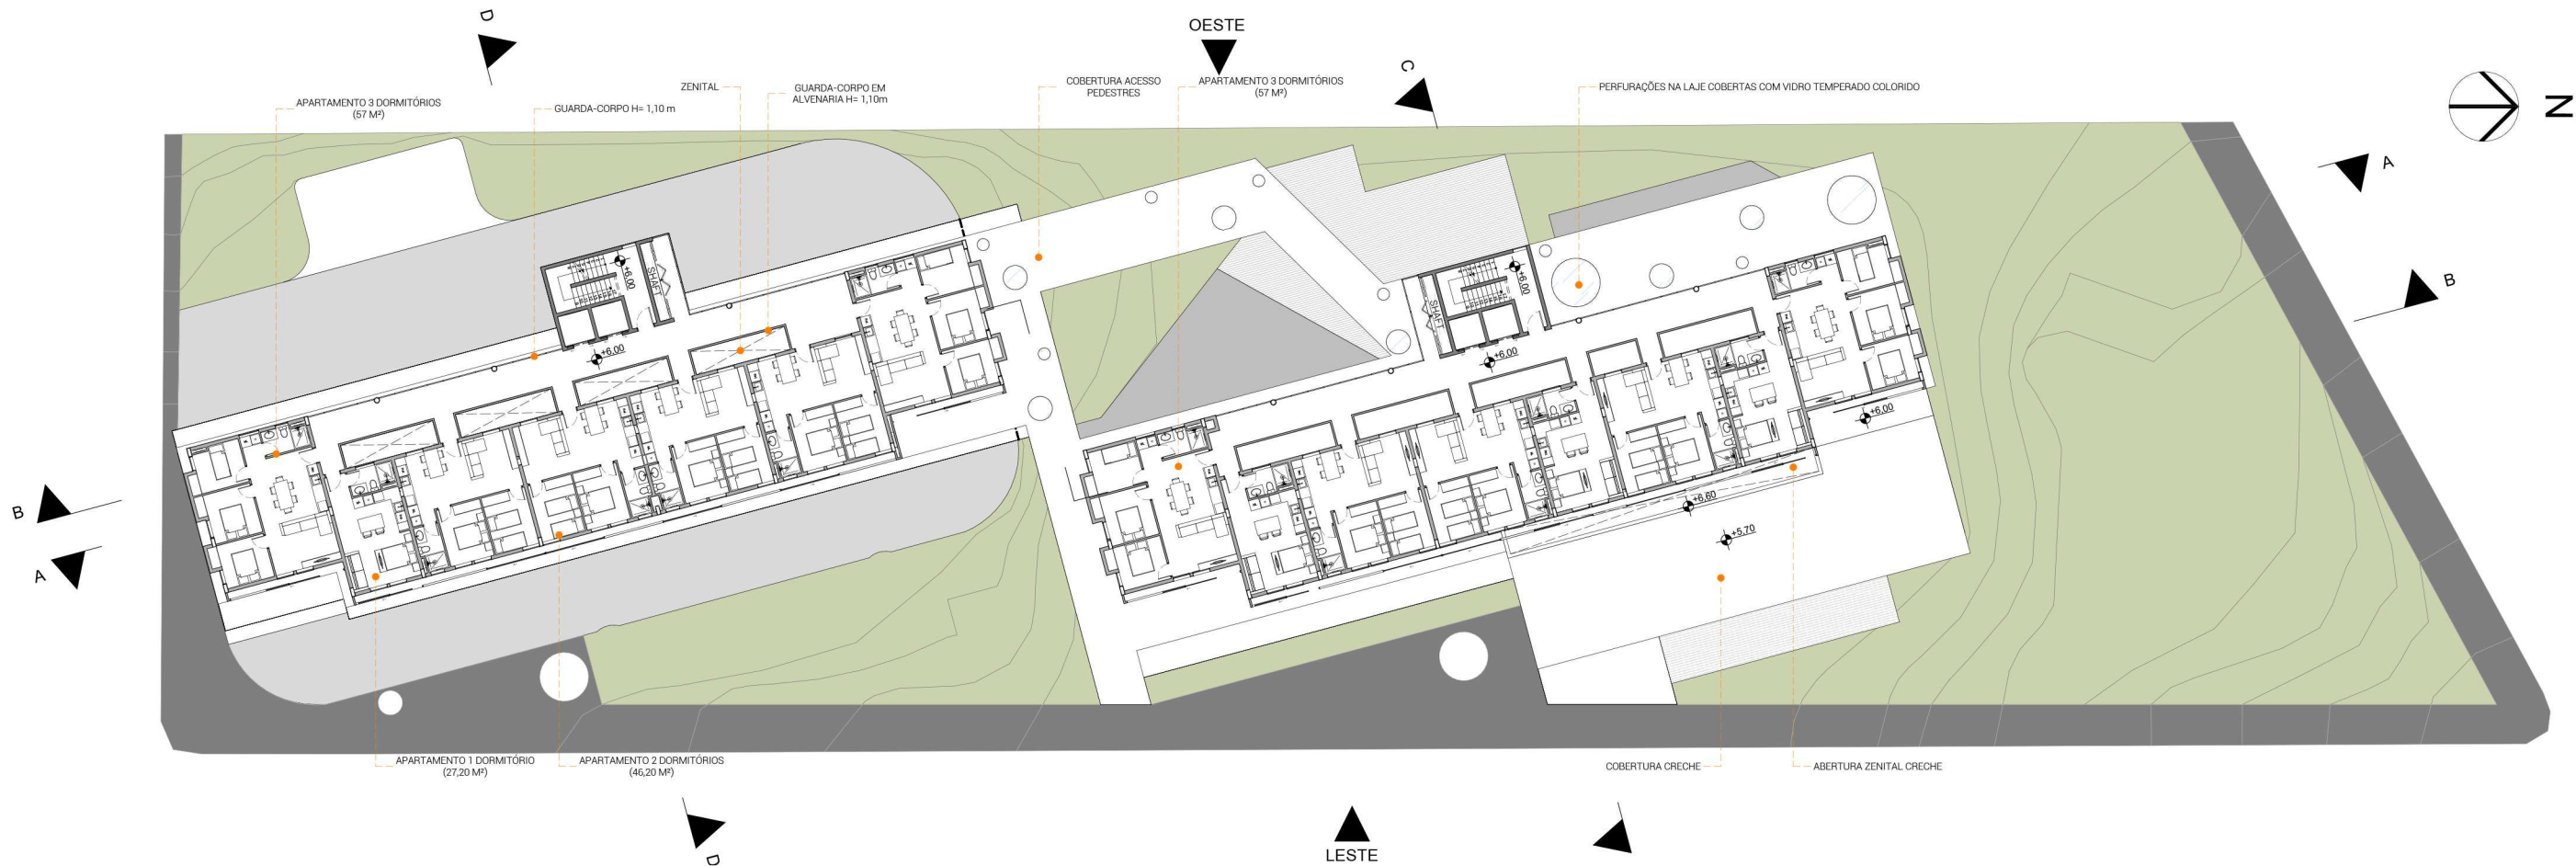 D
OESTE
C
COBERTURA ACESSO
PEDESTRES
APARTAMENTO 3 DORMITÓRIOS
(57 M²)
ZENITAL
GUARDA-CORPO EM
ALVENARIA H= 1,10m
PERFURAÇÕES NA LAJE COBERTAS COM VIDRO TEMPERADO COLORIDO
APARTAMENTO 3 DORMITÓRIOS
(57 M²)
GUARDA-CORPO H= 1,10 m
N
A
B
+6,00
SHAFT
+6,00
+6,00
SHAFT
+6,00
+6,00
+6,60
+5,70
B
A
APARTAMENTO 1 DORMITÓRIO
(27,20 M²)
APARTAMENTO 2 DORMITÓRIOS
(46,20 M²)
COBERTURA CRECHE
ABERTURA ZENITAL CRECHE
D
LESTE